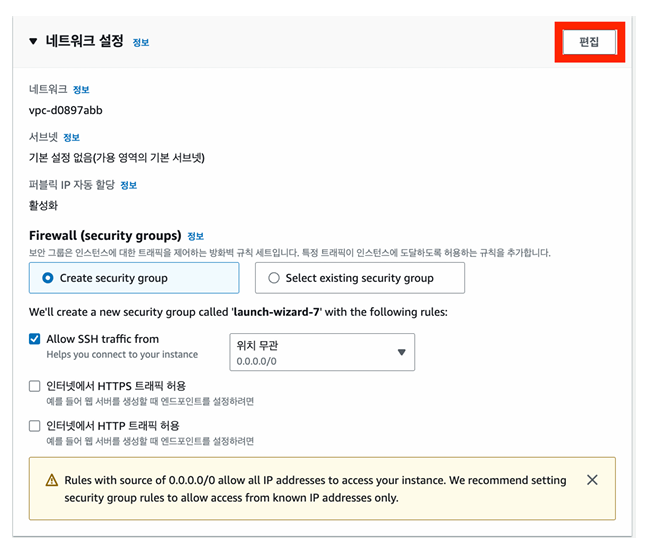 ▼ 네트워크 설정 정보
편집
네트워크 정보
vpc-d0897abb
서브넷 정보
기본 설정 없음(가용 영역의 기본 서브넷)
퍼블릭 IP 자동 할당 정보
활성화
Firewall (security groups) 정보
보안 그룹은 인스턴스에 대한 트래픽을 제어하는 방화벽 규칙 세트입니다. 특정 트래픽이 인스턴스에 도달하도록 허용하는 규칙을 추가합니다.
Create security group
Select existing security group
We'll create a new security group called 'launch-wizard-7' with the following rules:
Allow SSH traffic from
Helps you connect to your instance
위치 무관
0.0.0.0/0
인터넷에서 HTTPS 트래픽 허용
예를 들어 웹 서버를 생성할 때 엔드포인트를 설정하려면
인터넷에서 HTTP 트래픽 허용
예를 들어 웹 서버를 생성할 때 엔드포인트를 설정하려면
Rules with source of 0.0.0.0/0 allow all IP addresses to access your instance. We recommend setting
security group rules to allow access from known IP addresses only.